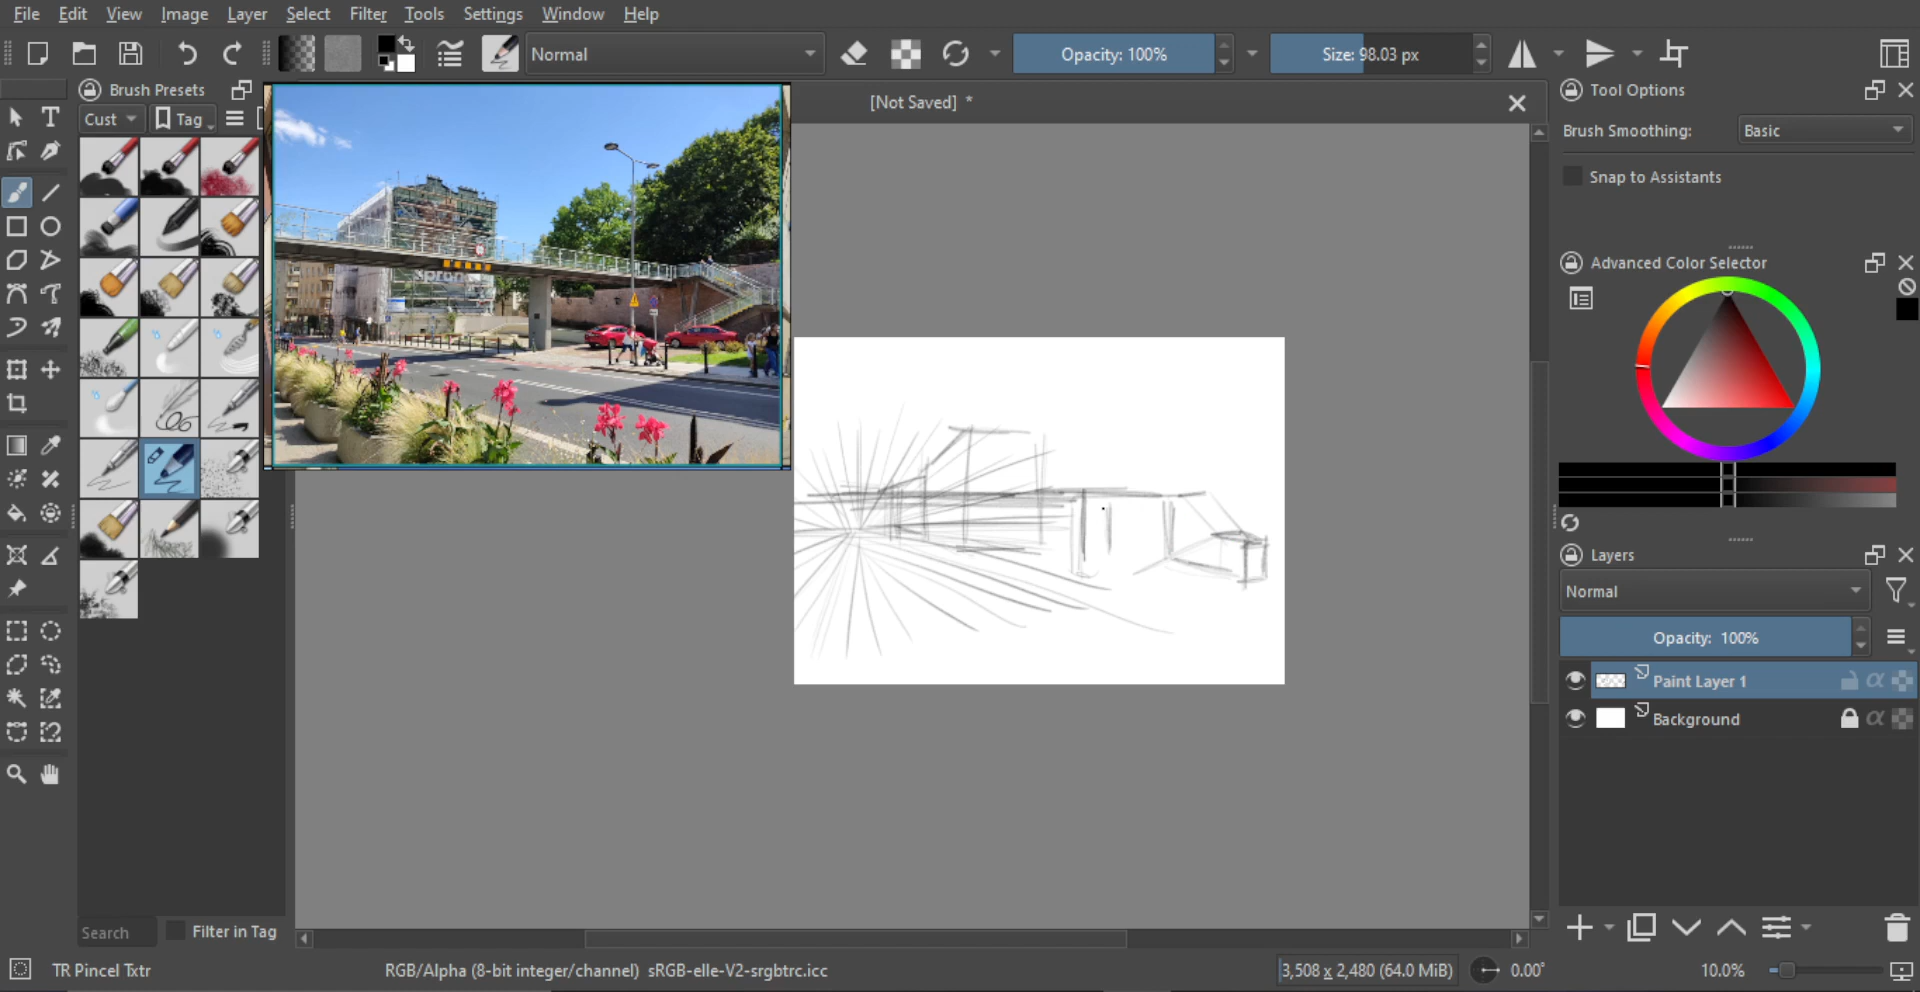 File Edit View Image Layer Select Filter Tools Settings Window Help
Normal
Opacity: 100%
Size: 98.03 px
Brush Presets
Cust
Tag
[Not Saved] *
Tool Options
Brush Smoothing:
Basic
Snap to Assistants
Advanced Color Selector
Layers
Normal
Opacity: 100%
Paint Layer 1
Background
Search
Filter in Tag
TR Pincel Txtr
RGB/Alpha (8-bit integer/channel) sRGB-elle-V2-srgbtrc.icc
3,508 x 2,480 (64.0 MiB)
0.00°
10.0%